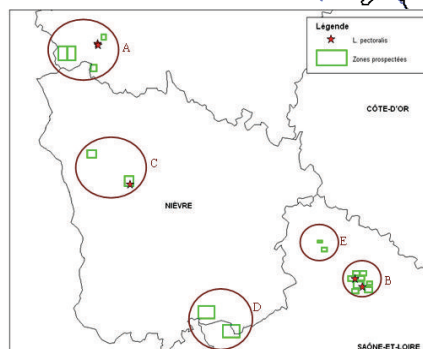 Légende
L. pectoralis
Zones prospectées
A
CÔTE-D'OR
C
NIÈVRE
E
B
D
SAÔNE-ET-LOIRE